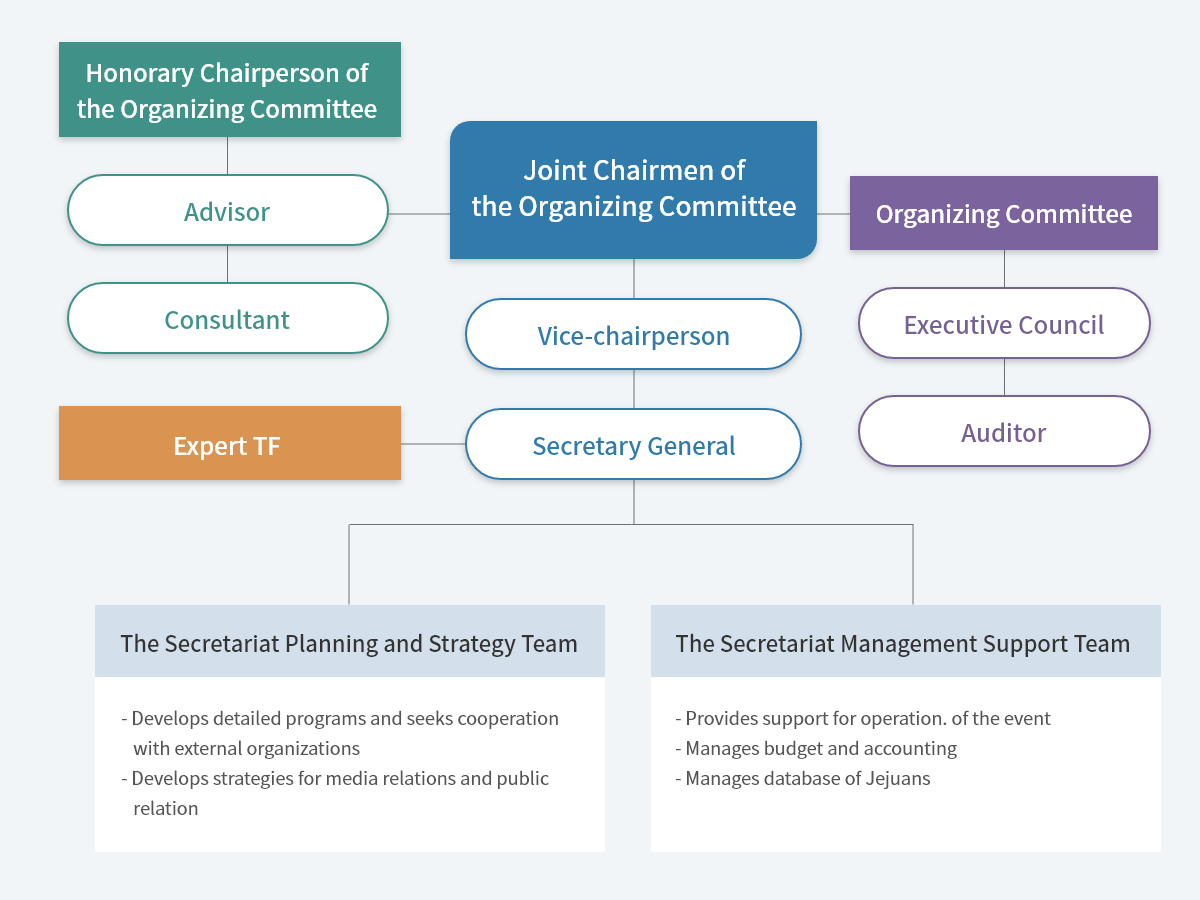 Honorary Chairperson of
the Organizing Committee
Advisor
Consultant
Joint Chairmen of
the Organizing Committee
Organizing Committee
Vice-chairperson
Executive Council
Expert TF
Secretary General
Auditor
The Secretariat Planning and Strategy Team
- Develops detailed programs and seeks cooperation
with external organizations
- Develops strategies for media relations and public
relation
The Secretariat Management Support Team
- Provides support for operation. of the event
- Manages budget and accounting
- Manages database of Jejuans